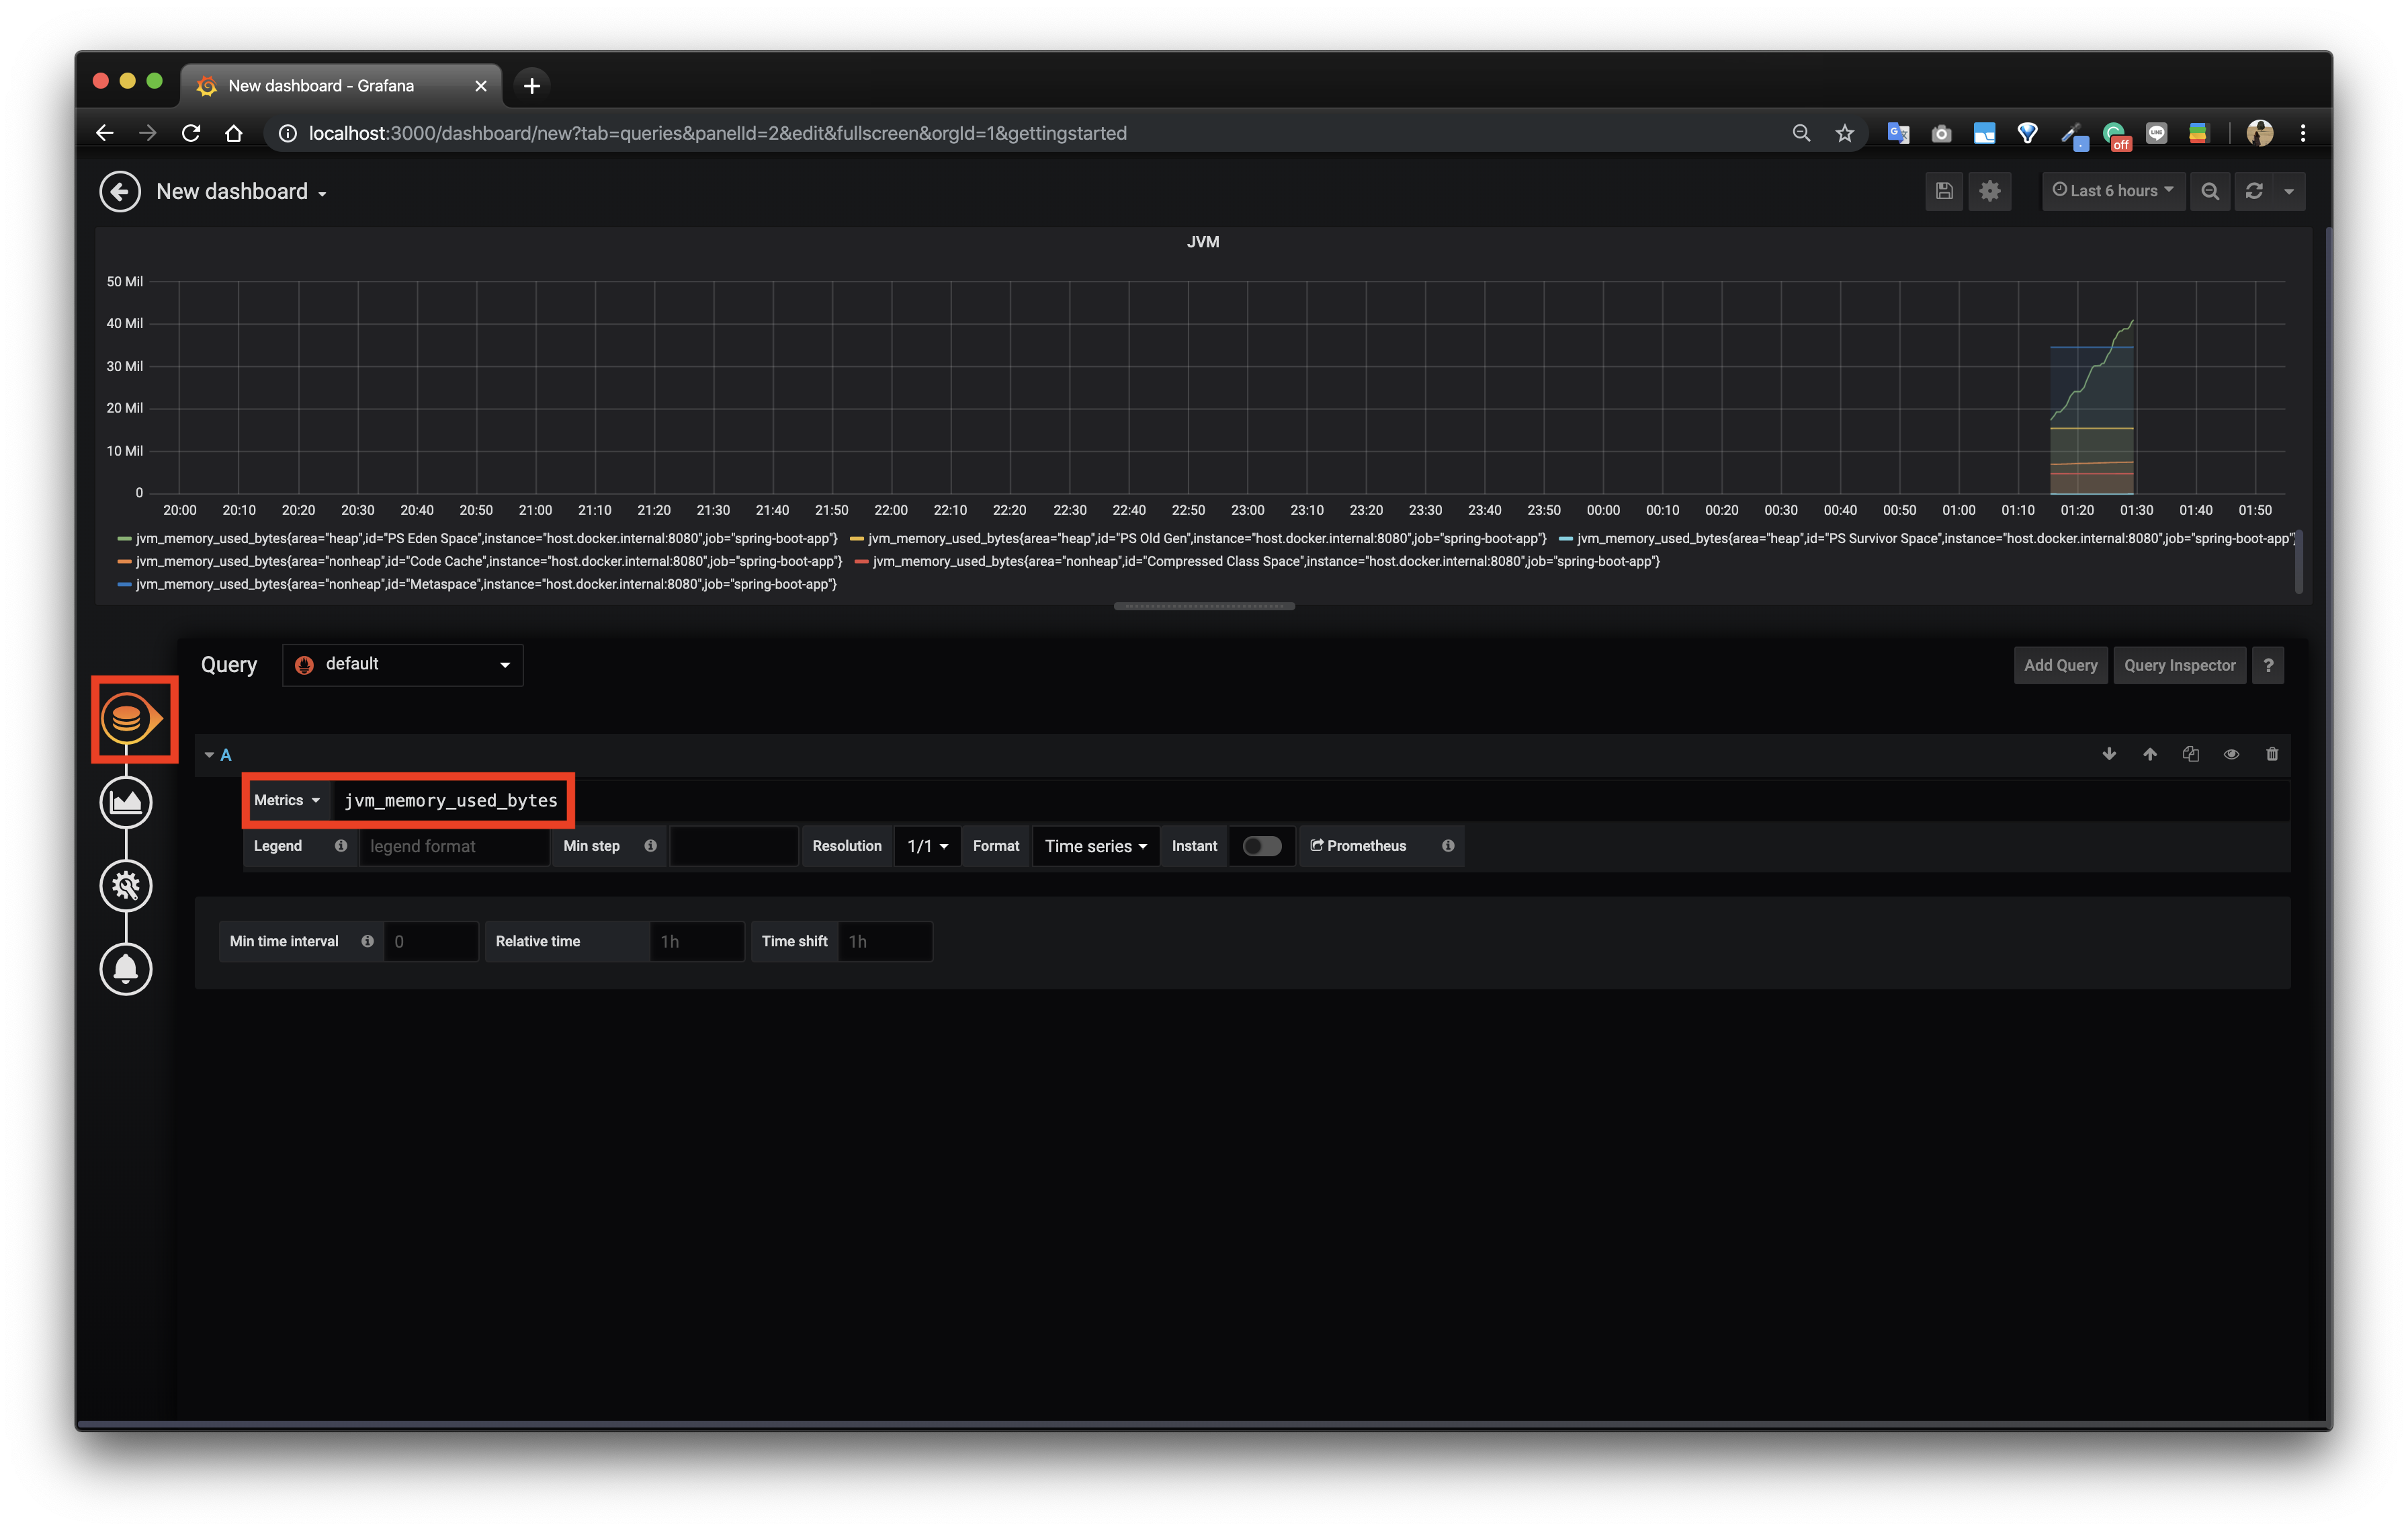 New dashboard - Grafana
localhost:3000/dashboard/new?tab=queries&panelId=2&edit&fullscreen&orgId=1&gettingstarted
off
New dashboard
Last 6 hours
JVM
50 Mil
40 Mil
30 Mil
20 Mil
10 Mil
0
20:00 20:10 20:20 20:30 20:40 20:50 21:00 21:10 21:20 21:30 21:40 21:50 22:00 22:10 22:20 22:30 22:40 22:50 23:00 23:10 23:20 23:30 23:40 23:50 00:00 00:10 00:20 00:30 00:40 00:50 01:00 01:10 01:20 01:30 01:40 01:50
jvm_memory_used_bytes{area="heap",id="PS Eden Space",instance="host.docker.internal:8080",job="spring-boot-app"} jvm_memory_used_bytes{area="heap",id="PS Old Gen",instance="host.docker.internal:8080",job="spring-boot-app"} jvm_memory_used_bytes{area="heap",id="PS Survivor Space",instance="host.docker.internal:8080",job="spring-boot-app"}
jvm_memory_used_bytes{area="nonheap",id="Code Cache",instance="host.docker.internal:8080",job="spring-boot-app"} jvm_memory_used_bytes{area="nonheap",id="Compressed Class Space",instance="host.docker.internal:8080",job="spring-boot-app"}
jvm_memory_used_bytes{area="nonheap",id="Metaspace",instance="host.docker.internal:8080",job="spring-boot-app"}
Query default Add Query Query Inspector ?
A
Metrics jvm_memory_used_bytes
Legend legend format Min step Resolution 1/1 Format Time series Instant Prometheus
Min time interval 0 Relative time 1h Time shift 1h